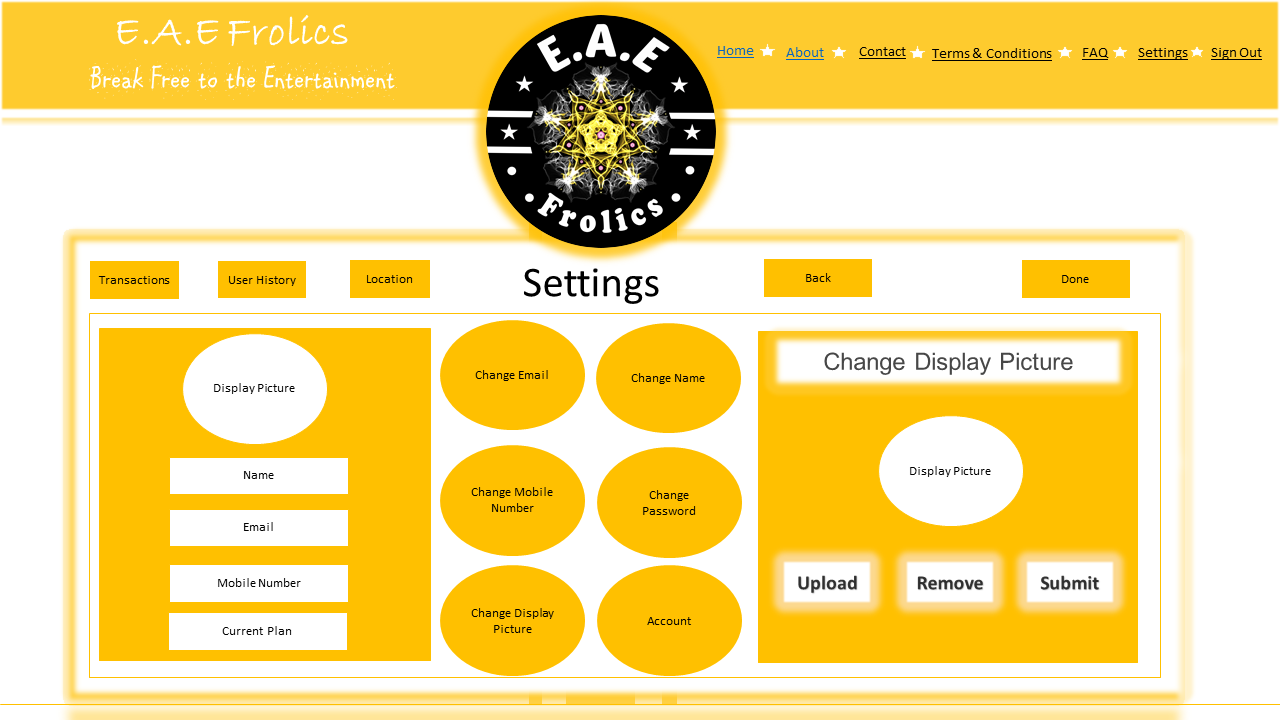 E.A.E Frolics
Break Free to the Entertainment
E.A.E
Frolics
Home
About
Contact
Terms & Conditions
FAQ
Settings
Sign Out
Transactions
User History
Location
Settings
Back
Done
Display Picture
Name
Email
Mobile Number
Current Plan
Change Email
Change Name
Change Mobile
Number
Change
Password
Change Display
Picture
Account
Change Display Picture
Display Picture
Upload
Remove
Submit